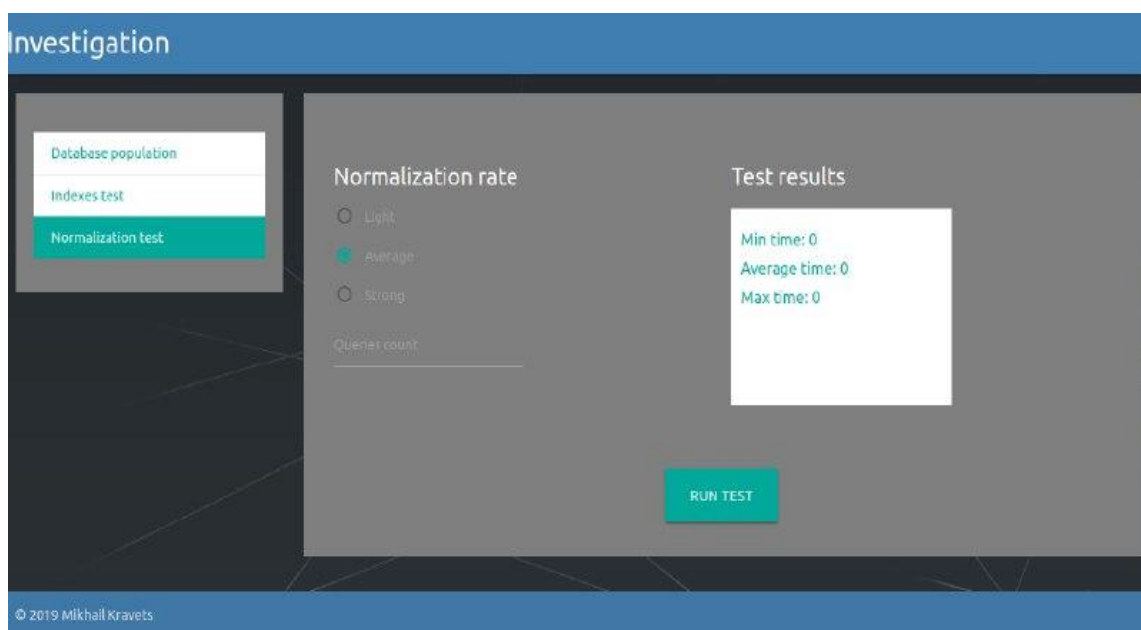 Investigation
Database population
Indexes test
Normalization test
Normalization rate
Light
Average
Strong
Queries count
Test results
Min time: 0
Average time: 0
Max time: 0
RUN TEST
© 2019 Mikhail Kravets